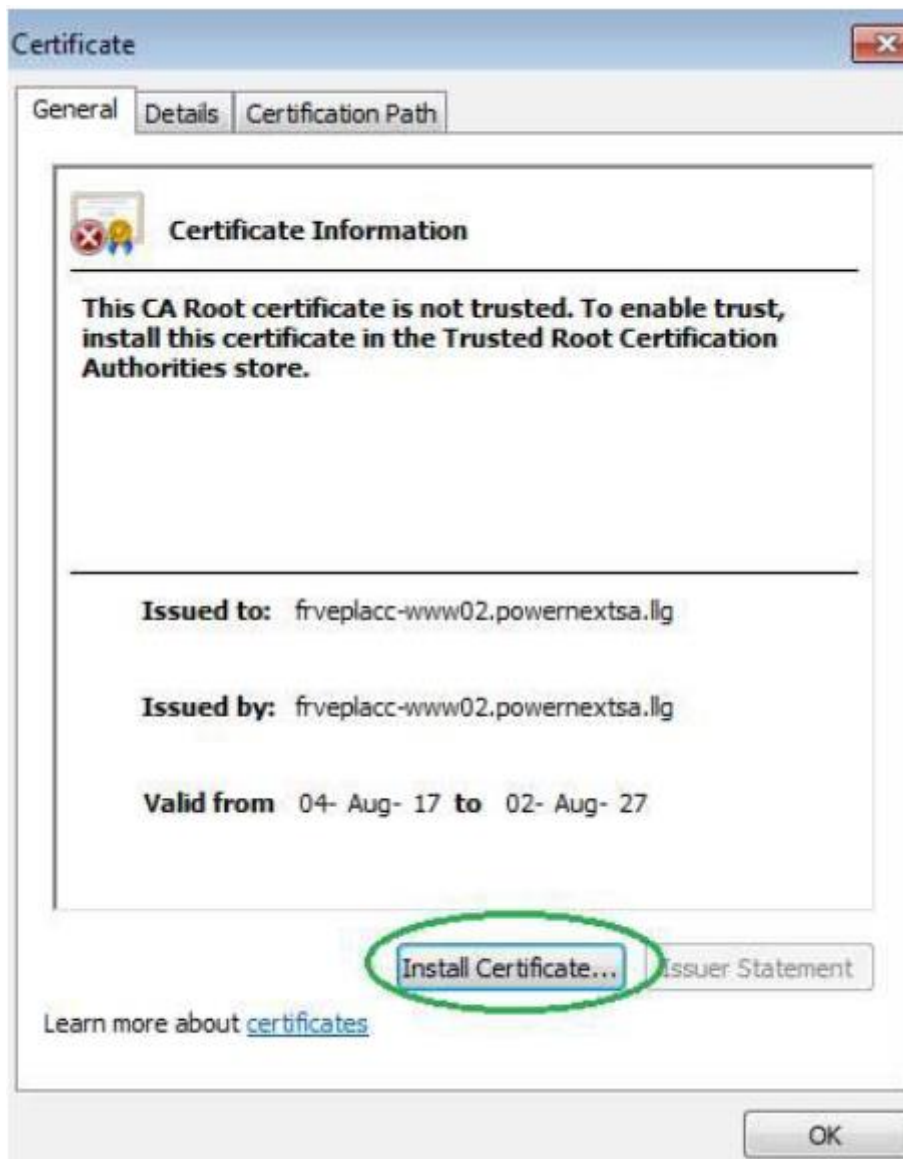 Certificate
General Details Certification Path
Certificate Information
This CA Root certificate is not trusted. To enable trust,
install this certificate in the Trusted Root Certification
Authorities store.
Issued to: frveplacc-www02.powernextsa.llg
Issued by: frveplacc-www02.powernextsa.llg
Valid from 04- Aug- 17 to 02- Aug- 27
Install Certificate... Issuer Statement
Learn more about certificates
OK